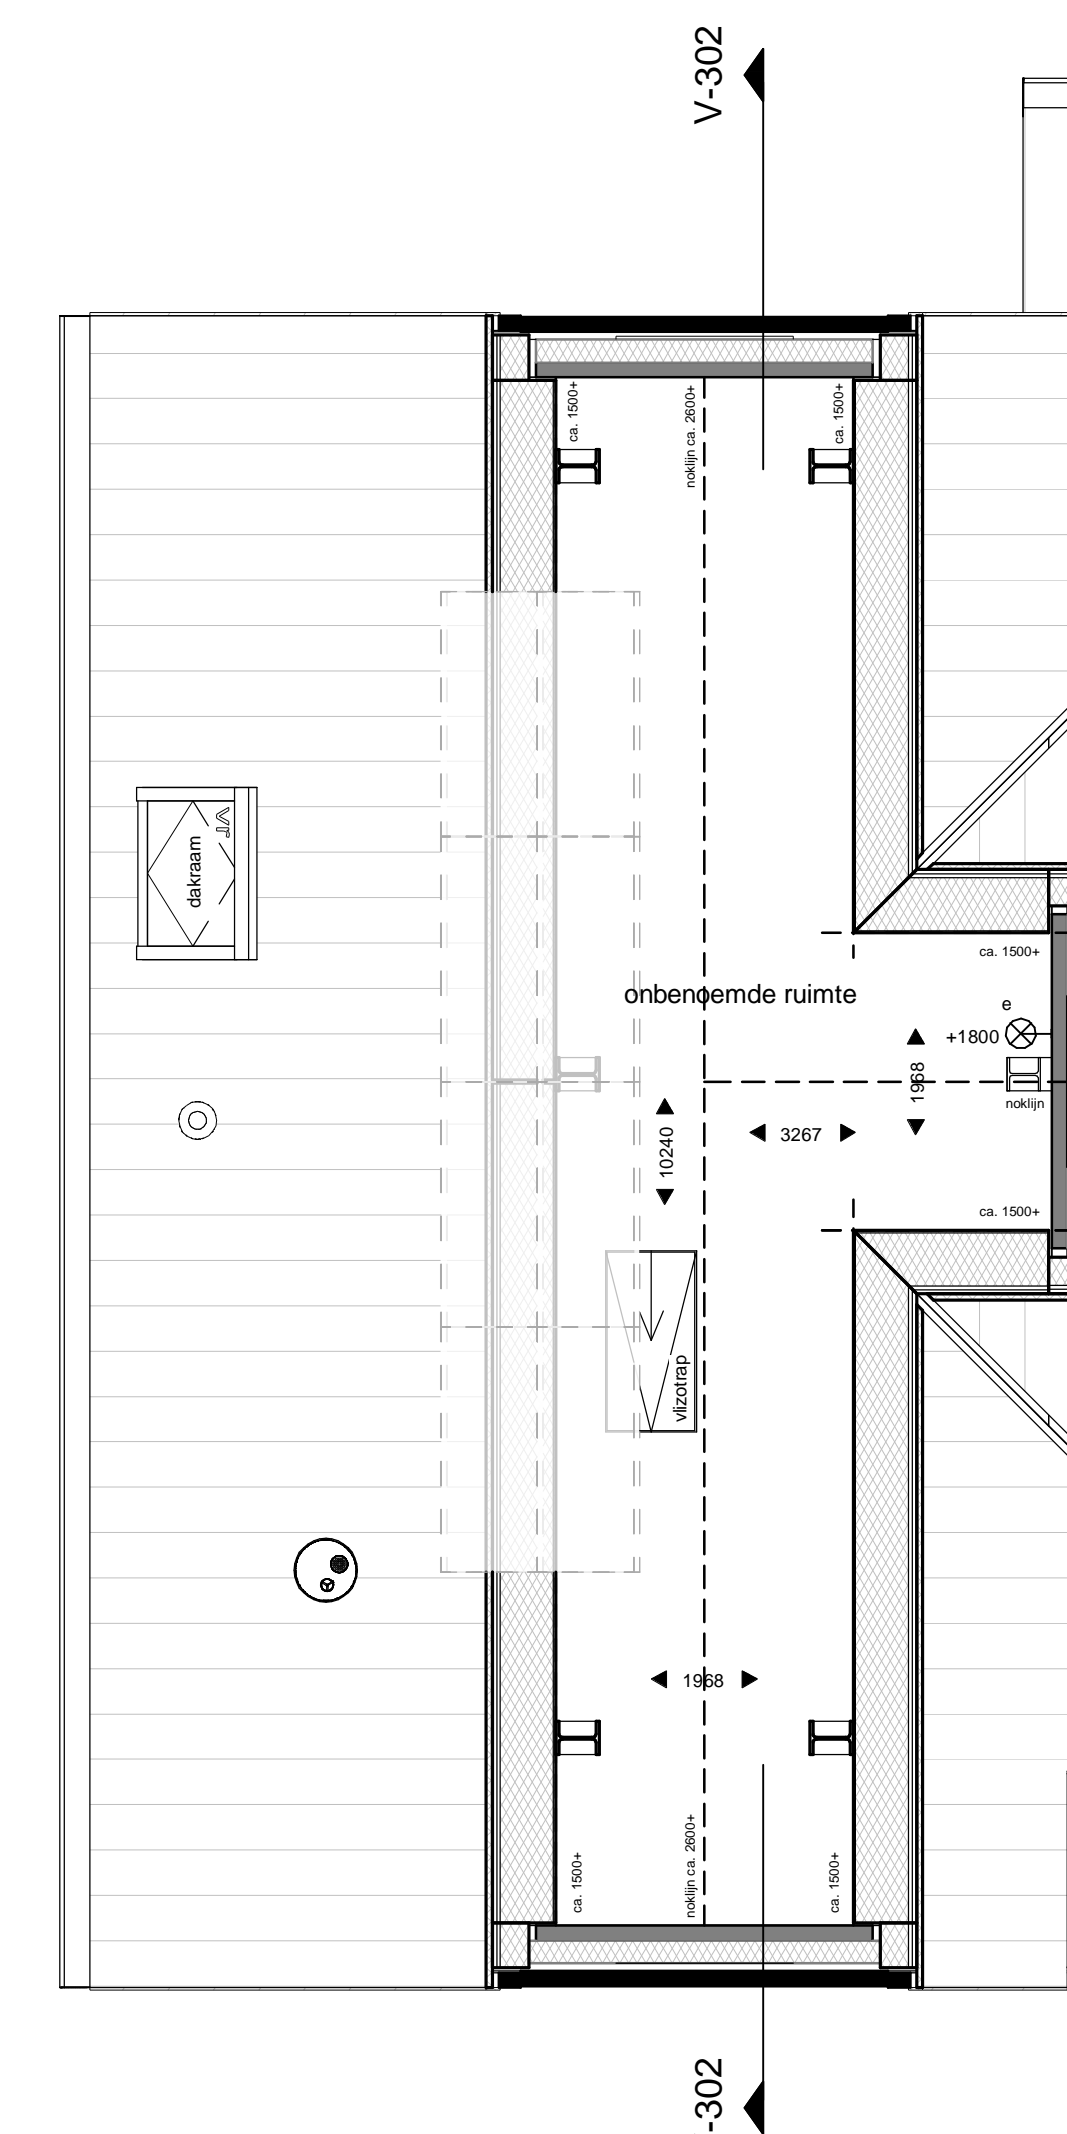 V-302
ca. 1500+
noklijn ca. 2600+
ca. 1500+
vr
dakraam
ca. 1500+
onbenoemde ruimte
e
+1800
1968
noklijn
10240
3267
ca. 1500+
vlizotrap
1968
ca. 1500+
noklijn ca. 2600+
ca. 1500+
-302